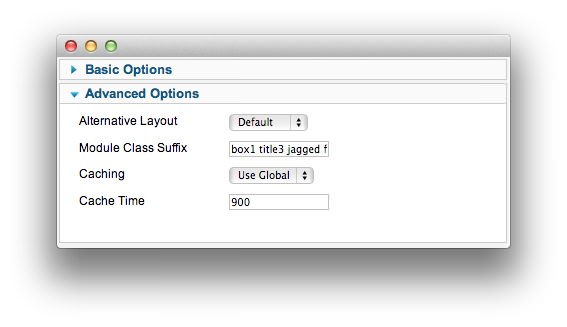 Basic Options
Advanced Options
Alternative Layout Default
Module Class Suffix box1 title3 jagged f
Caching Use Global
Cache Time 900